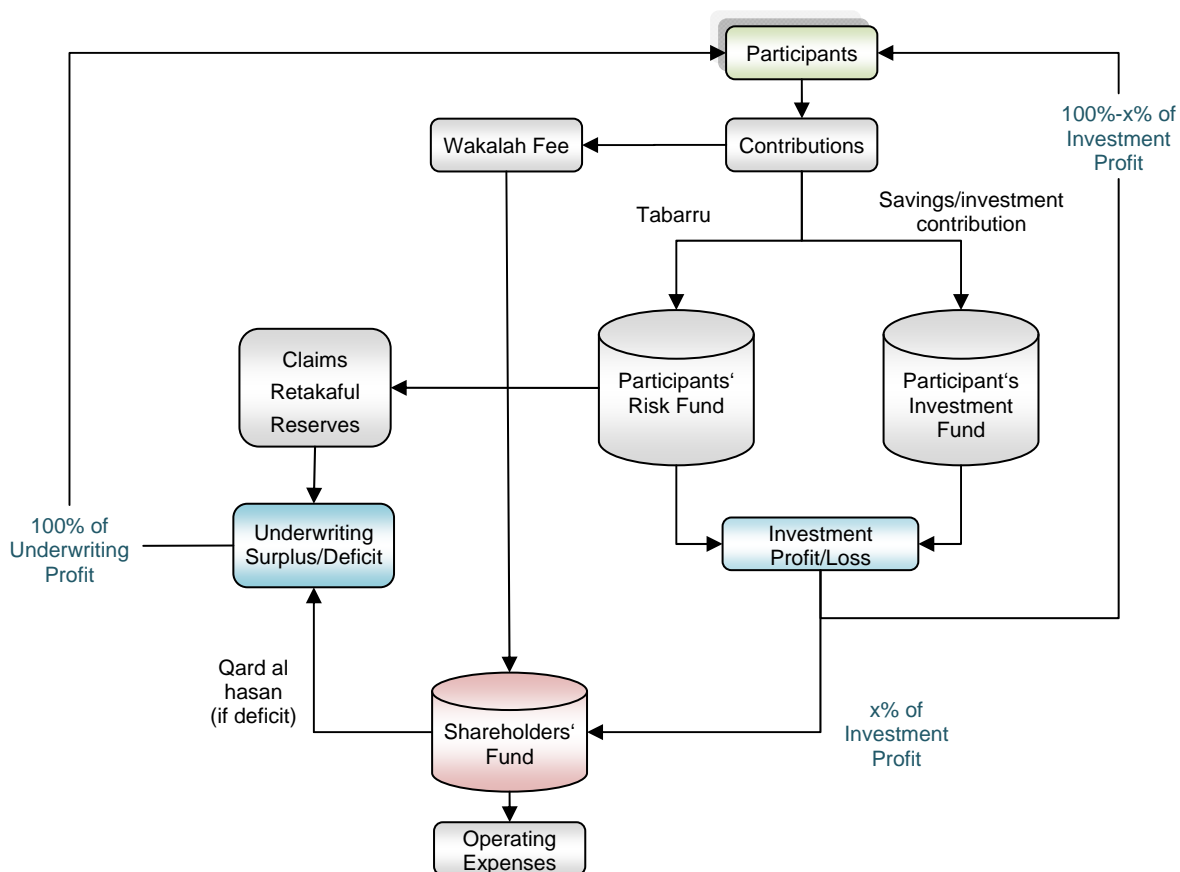 Participants
100%-x% of
Investment
Profit
Wakalah Fee
Contributions
Tabarru
Savings/investment
contribution
Claims
Retakaful
Reserves
Participants‘
Risk Fund
Participant‘s
Investment
Fund
100% of
Underwriting
Profit
Underwriting
Surplus/Deficit
Investment
Profit/Loss
Qard al
hasan
(if deficit)
Shareholders‘
Fund
x% of
Investment
Profit
Operating
Expenses